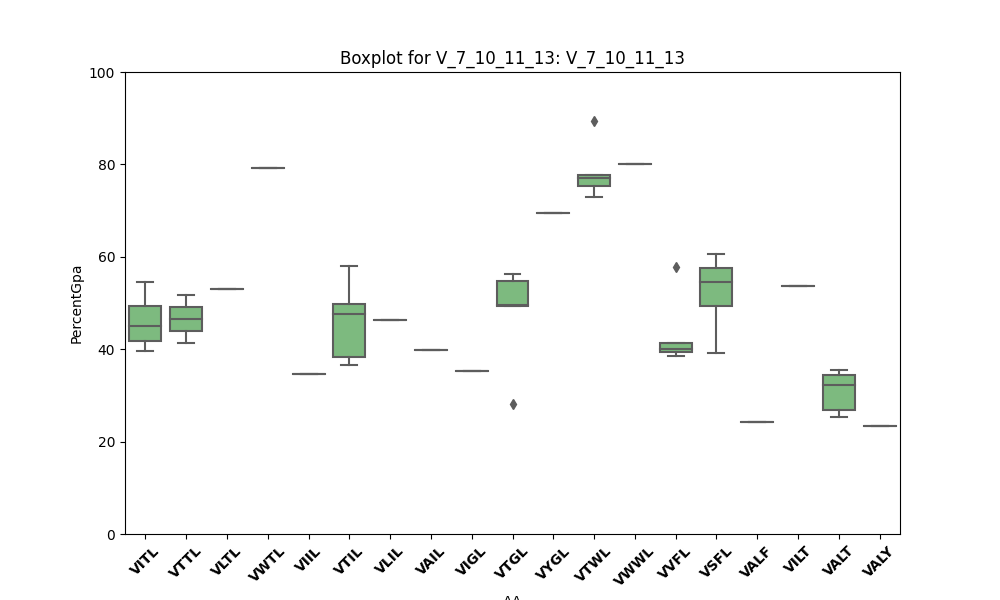 Boxplot for V_7_10_11_13: V_7_10_11_13
PercentGpa
100
80
60
40
20
0
VITL VTTL VLTL VWTL VIIL VTIL VLIL VAIL VIGL VTGL VYGL VTWL VWWL VVFL VSFL VALF VILT VALT VALY
AA